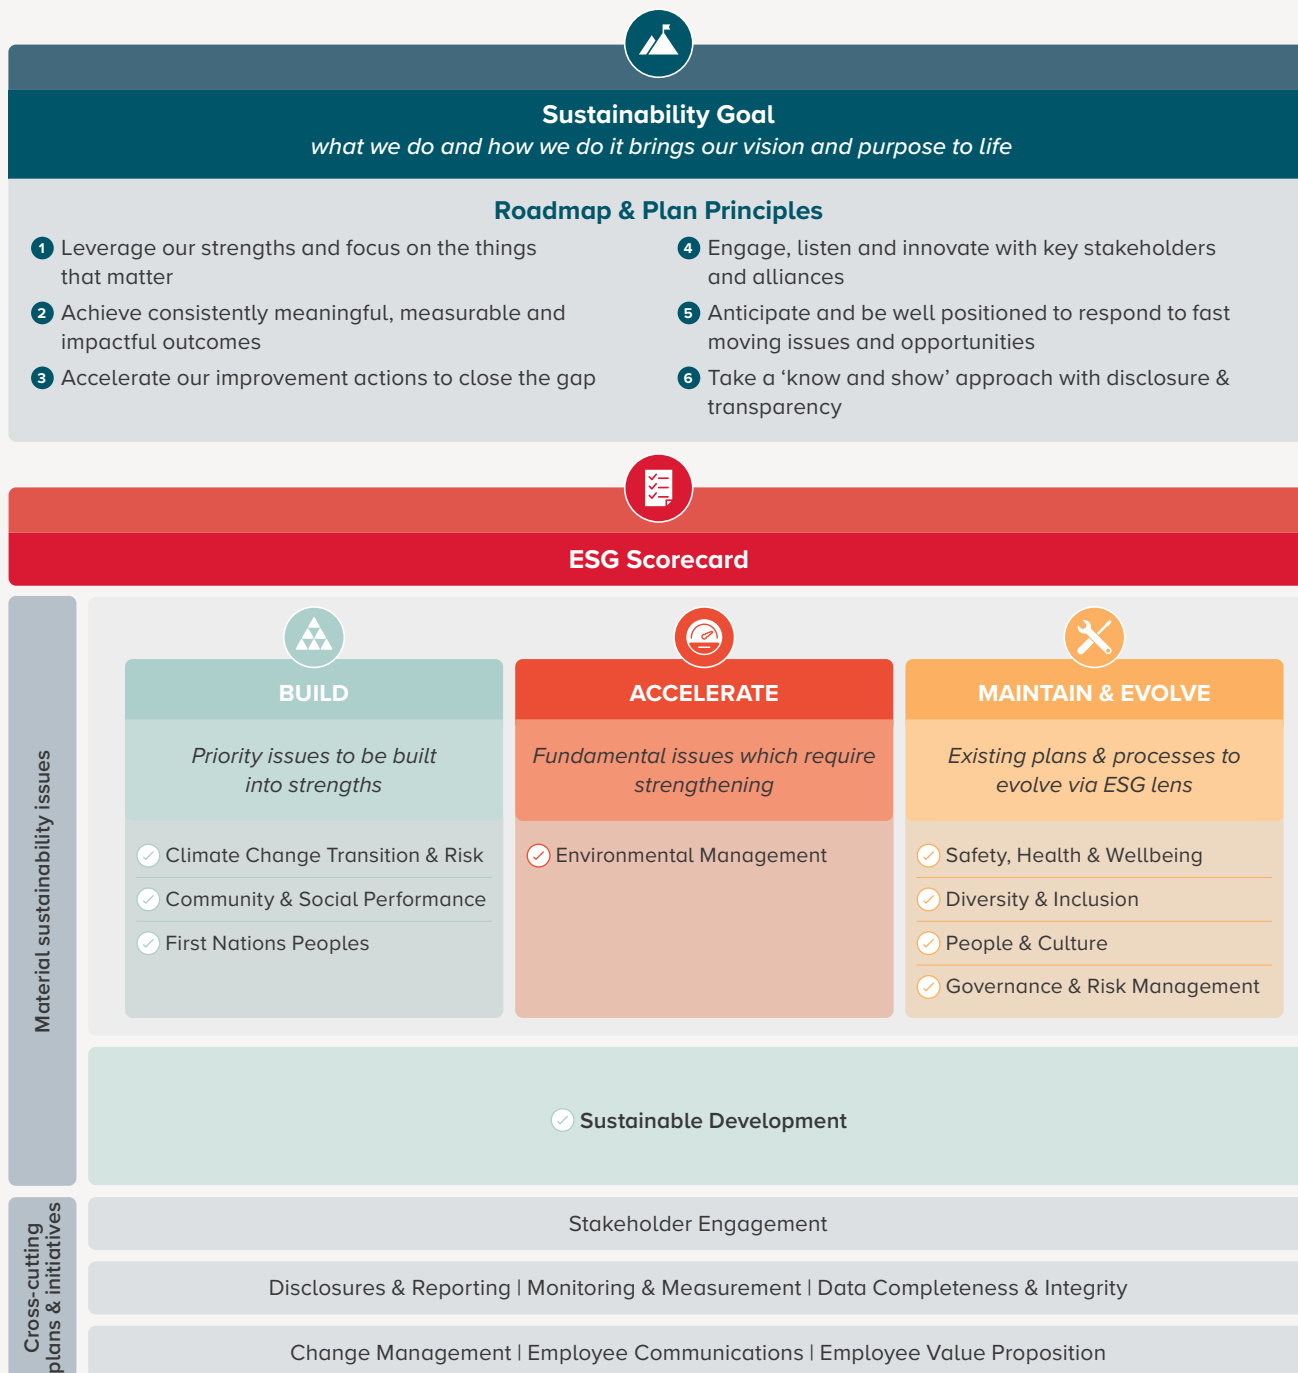 Sustainability Goal
what we do and how we do it brings our vision and purpose to life
Roadmap & Plan Principles
1 Leverage our strengths and focus on the things
that matter
2 Achieve consistently meaningful, measurable and
impactful outcomes
3 Accelerate our improvement actions to close the gap
4 Engage, listen and innovate with key stakeholders
and alliances
5 Anticipate and be well positioned to respond to fast
moving issues and opportunities
6 Take a ‘know and show’ approach with disclosure &
transparency
ESG Scorecard
Material sustainability issues
BUILD
Priority issues to be built
into strengths
Climate Change Transition & Risk
Community & Social Performance
First Nations Peoples
ACCELERATE
Fundamental issues which require
strengthening
Environmental Management
MAINTAIN & EVOLVE
Existing plans & processes to
evolve via ESG lens
Safety, Health & Wellbeing
Diversity & Inclusion
People & Culture
Governance & Risk Management
Sustainable Development
Cross-cutting
plans & initiatives
Stakeholder Engagement
Disclosures & Reporting | Monitoring & Measurement | Data Completeness & Integrity
Change Management | Employee Communications | Employee Value Proposition